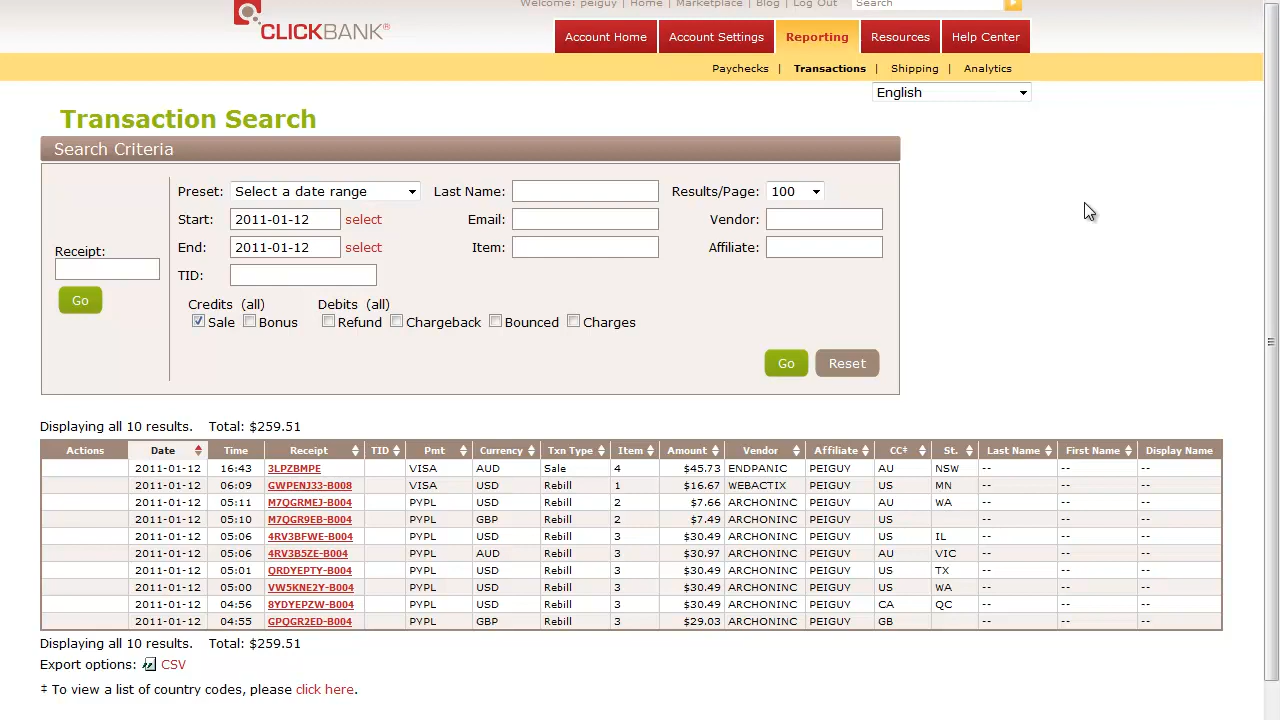 Welcome: peiguy | Home | Marketplace | Blog | Log Out Search
CLICKBANK®
Account Home Account Settings Reporting Resources Help Center
Paychecks | Transactions | Shipping | Analytics
English
Transaction Search
Search Criteria
Preset: Select a date range Last Name: Results/Page: 100
Start: 2011-01-12 select Email: Vendor:
End: 2011-01-12 select Item: Affiliate:
Receipt:
TID:
Go
Credits (all) Debits (all)
Sale Bonus Refund Chargeback Bounced Charges
Go Reset
Displaying all 10 results. Total: $259.51
Actions Date Time Receipt TID Pmt Currency Txn Type Item Amount Vendor Affiliate CC‡ St. Last Name First Name Display Name
2011-01-12 16:43 3LPZBMPE VISA AUD Sale 4 $45.73 ENDPANIC PEIGUY AU NSW -- -- --
2011-01-12 06:09 GWPENJ33-B008 VISA USD Rebill 1 $16.67 WEBACTIX PEIGUY US MN -- -- --
2011-01-12 05:11 M7QGRMEJ-B004 PYPL USD Rebill 2 $7.66 ARCHONINC PEIGUY AU WA -- -- --
2011-01-12 05:10 M7QGR9EB-B004 PYPL GBP Rebill 2 $7.49 ARCHONINC PEIGUY US -- -- --
2011-01-12 05:06 4RV3BFWE-B004 PYPL USD Rebill 3 $30.49 ARCHONINC PEIGUY US IL -- -- --
2011-01-12 05:06 4RV3B5ZE-B004 PYPL AUD Rebill 3 $30.97 ARCHONINC PEIGUY AU VIC -- -- --
2011-01-12 05:01 QRDYEPTY-B004 PYPL USD Rebill 3 $30.49 ARCHONINC PEIGUY US TX -- -- --
2011-01-12 05:00 VW5KNE2Y-B004 PYPL USD Rebill 3 $30.49 ARCHONINC PEIGUY US WA -- -- --
2011-01-12 04:56 8YDYEPZW-B004 PYPL USD Rebill 3 $30.49 ARCHONINC PEIGUY CA QC -- -- --
2011-01-12 04:55 GPQGR2ED-B004 PYPL GBP Rebill 3 $29.03 ARCHONINC PEIGUY GB -- -- --
Displaying all 10 results. Total: $259.51
Export options: CSV
‡ To view a list of country codes, please click here.